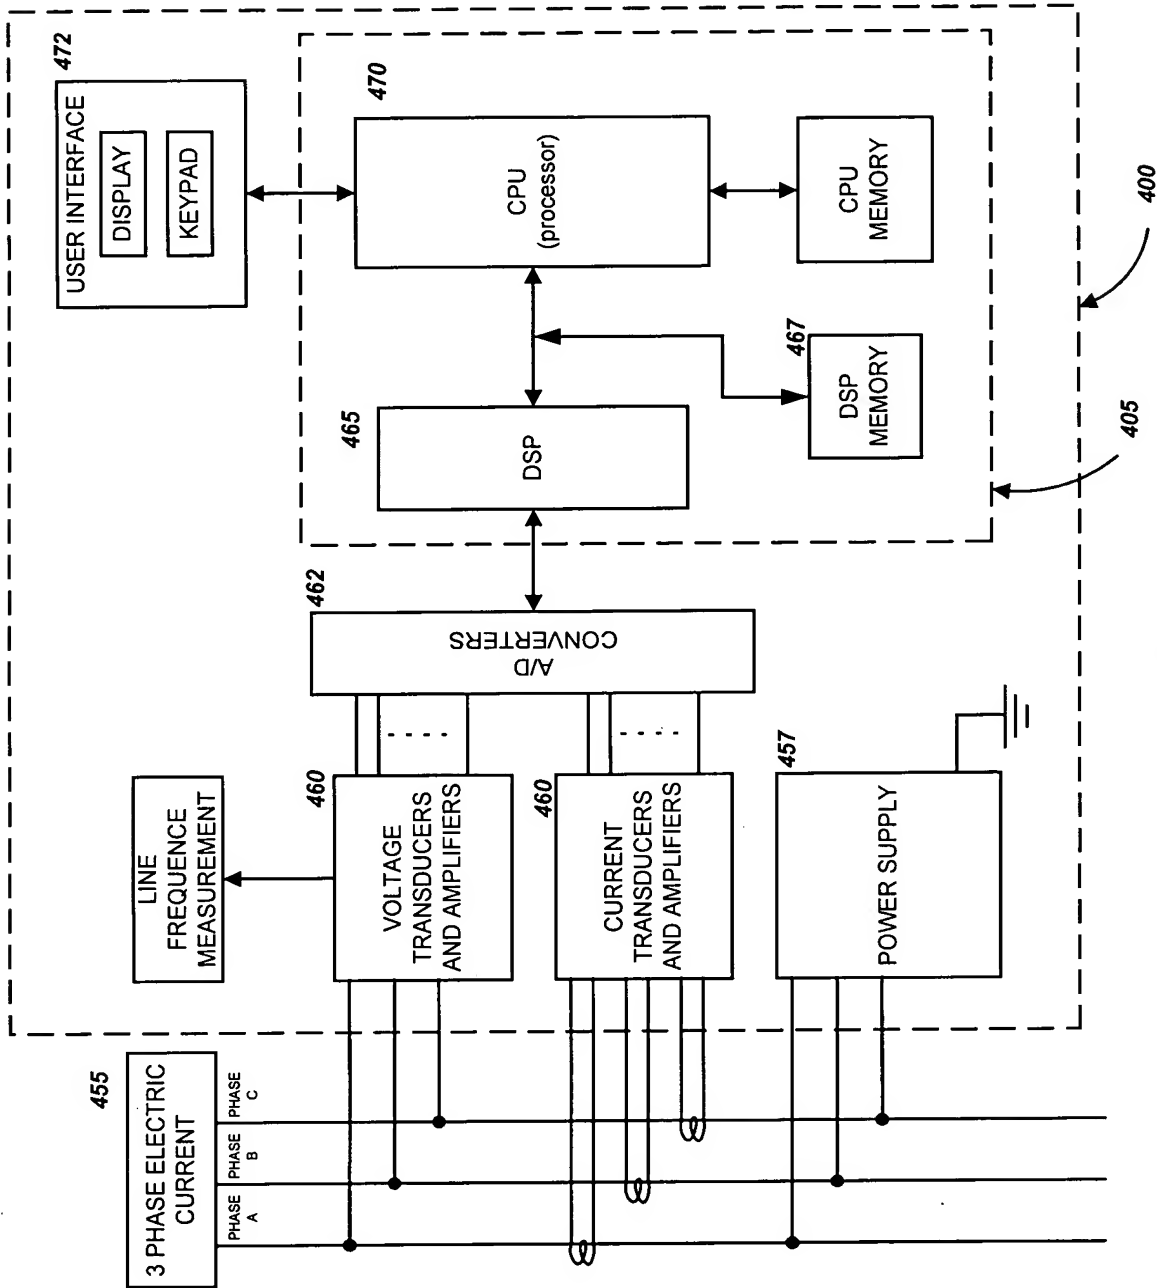 3 PHASE ELECTRIC
CURRENT
455
PHASE
A
PHASE
B
PHASE
C
LINE
FREQUENCE
MEASUREMENT
460
VOLTAGE
TRANSDUCERS
AND AMPLIFIERS
460
CURRENT
TRANSDUCERS
AND AMPLIFIERS
457
POWER SUPPLY
462
A/D
CONVERTERS
465
DSP
467
DSP
MEMORY
470
CPU
(processor)
CPU
MEMORY
472
USER INTERFACE
DISPLAY
KEYPAD
405
400